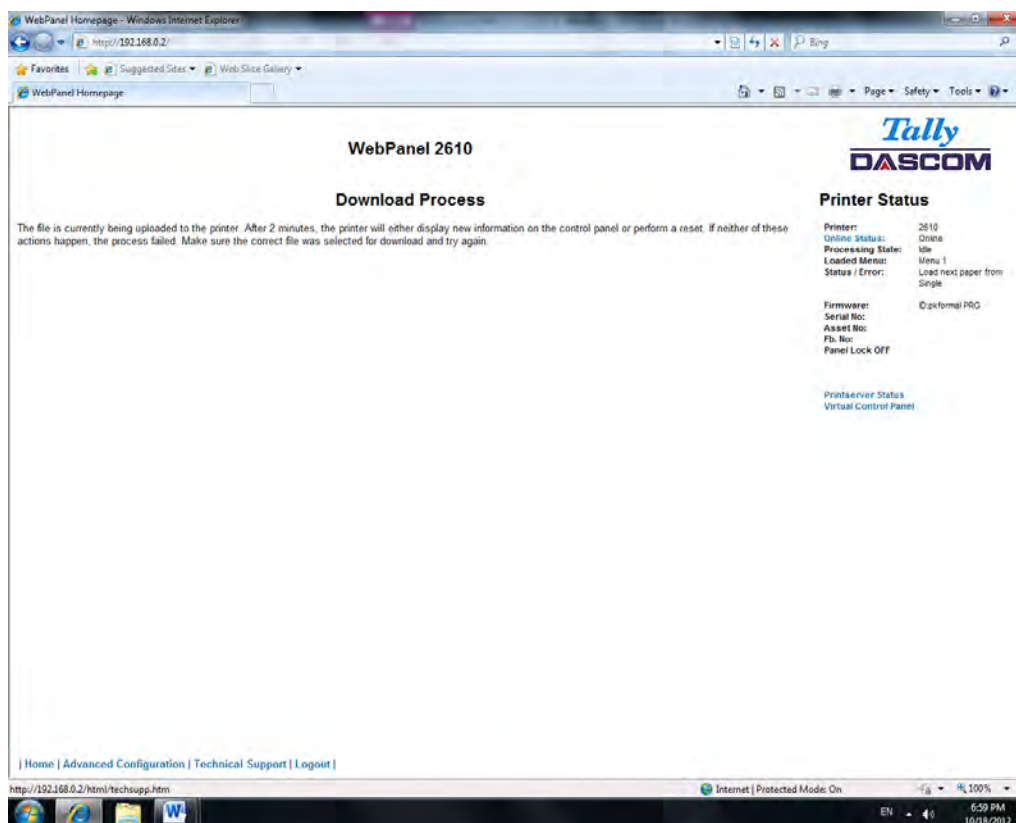 WebPanel Homepage - Windows Internet Explorer
http://192.168.0.2/
Bing
Favorites Suggested Sites Web Slice Gallery
WebPanel Homepage
Page Safety Tools
Tally
DASCOM
WebPanel 2610
Download Process
The file is currently being uploaded to the printer. After 2 minutes, the printer will either display new information on the control panel or perform a reset. If neither of these
actions happen, the process failed. Make sure the correct file was selected for download and try again.
Printer Status
Printer: 2610
Online Status: Online
Processing State: Idle
Loaded Menu: Menu 1
Status / Error: Load next paper from
Single
Firmware: D:pkformal PRG
Serial No:
Asset No:
Fb. No:
Panel Lock OFF
Printserver Status
Virtual Control Panel
| Home | Advanced Configuration | Technical Support | Logout |
http://192.168.0.2/html/techsupp.htm
Internet | Protected Mode: On
100%
EN
6:59 PM
10/18/2012